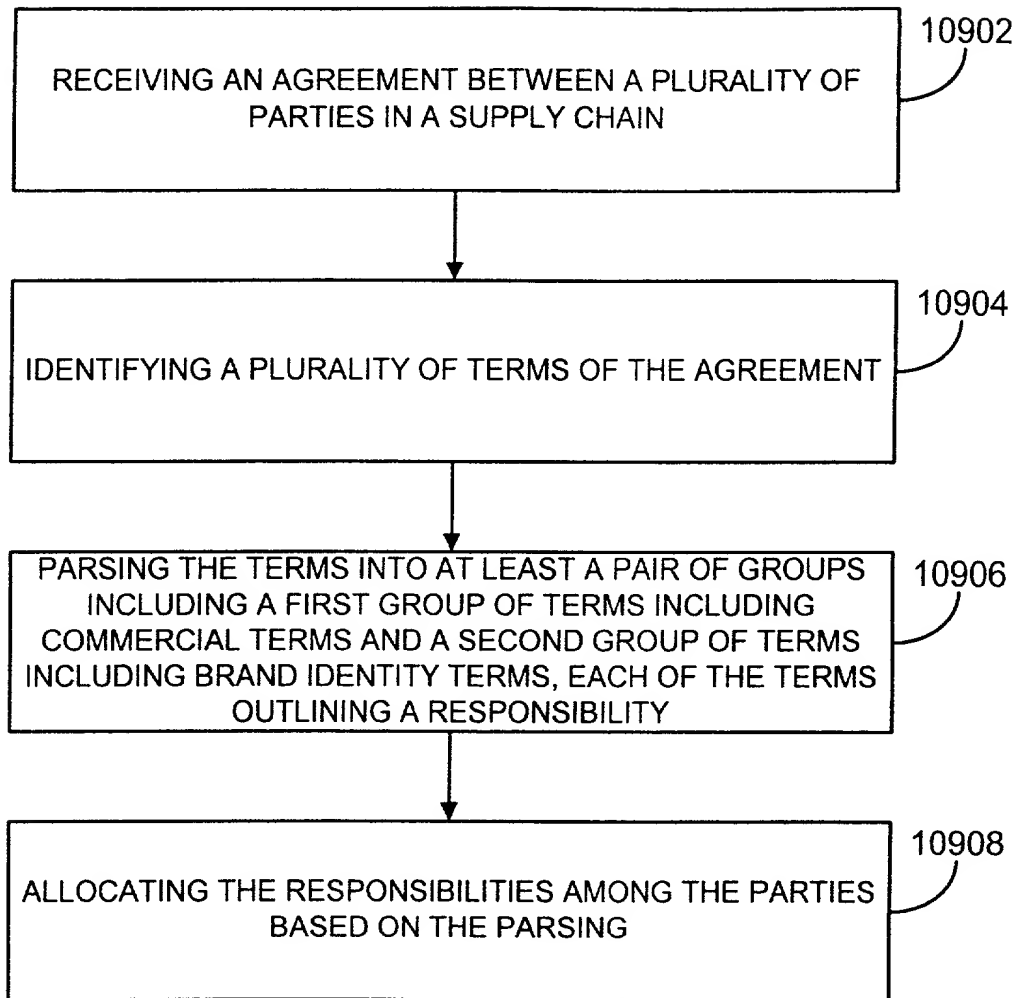 10902
RECEIVING AN AGREEMENT BETWEEN A PLURALITY OF
PARTIES IN A SUPPLY CHAIN
10904
IDENTIFYING A PLURALITY OF TERMS OF THE AGREEMENT
10906
PARSING THE TERMS INTO AT LEAST A PAIR OF GROUPS
INCLUDING A FIRST GROUP OF TERMS INCLUDING
COMMERCIAL TERMS AND A SECOND GROUP OF TERMS
INCLUDING BRAND IDENTITY TERMS, EACH OF THE TERMS
OUTLINING A RESPONSIBILITY
10908
ALLOCATING THE RESPONSIBILITIES AMONG THE PARTIES
BASED ON THE PARSING